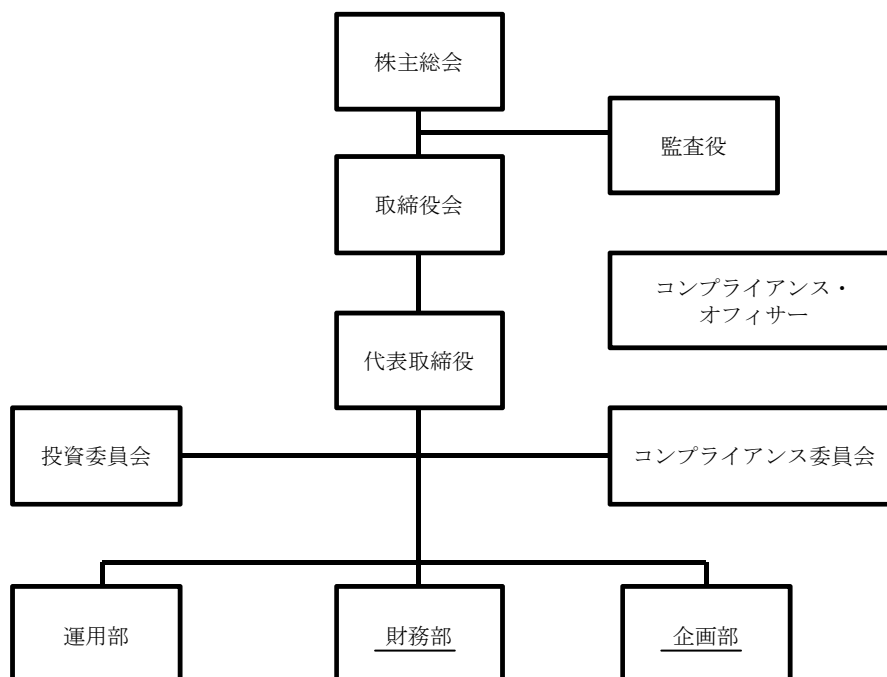 株主総会
監査役
取締役会
コンプライアンス・
オフィサー
代表取締役
投資委員会
コンプライアンス委員会
運用部
財務部
企画部